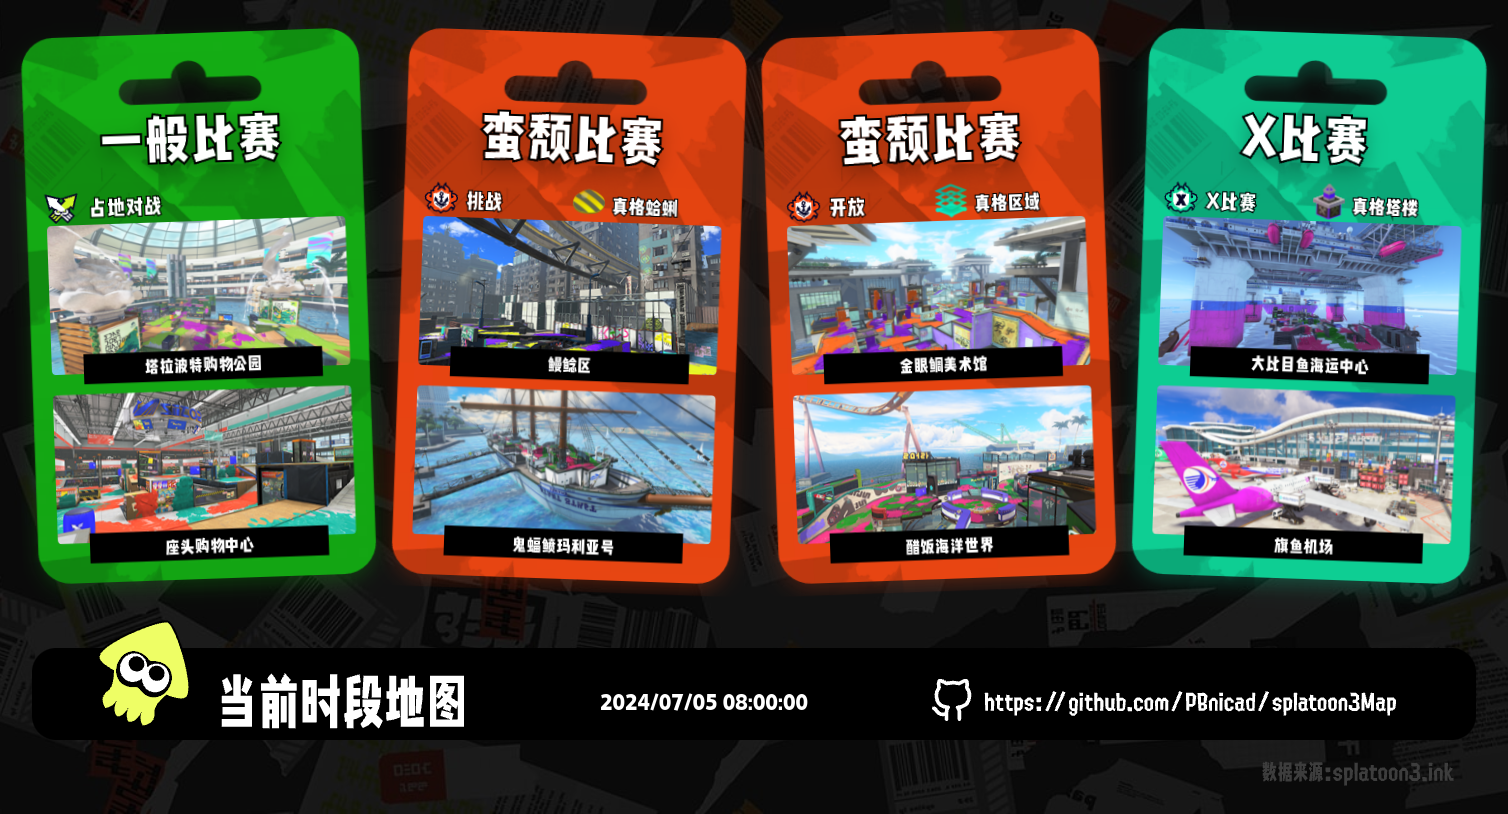 一般比赛
占地对战
塔拉波特购物公园
座头购物中心
蛮颓比赛
挑战
真格蛤蜊
鳗鲶区
鬼蝠鲼玛利亚号
蛮颓比赛
开放
真格区域
金眼鲷美术馆
醋饭海洋世界
X比赛
X比赛
真格塔楼
大比目鱼海运中心
旗鱼机场
当前时段地图
2024/07/05 08:00:00
https://github.com/PBnicad/splatoon3Map
数据来源:splatoon3.ink